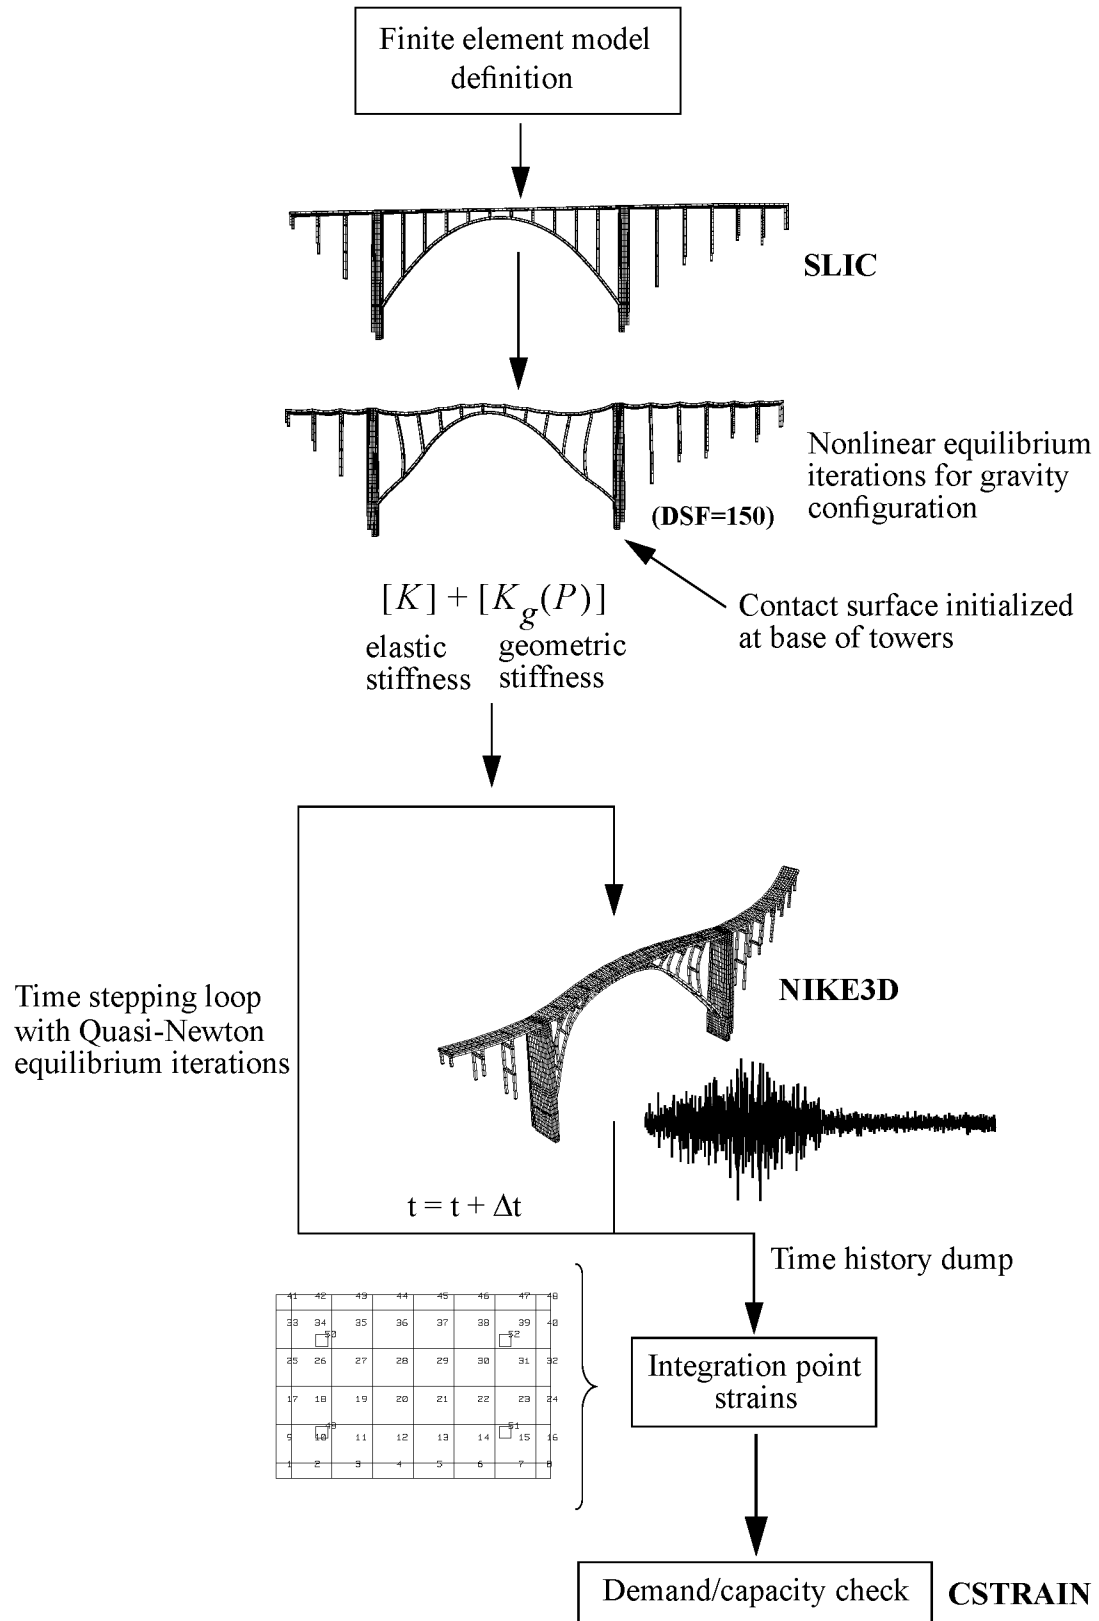 Finite element model
definition
SLIC
Nonlinear equilibrium
iterations for gravity
configuration
(DSF=150)
[K] + [K_g(P)]
elastic
stiffness
geometric
stiffness
Contact surface initialized
at base of towers
Time stepping loop
with Quasi-Newton
equilibrium iterations
NIKE3D
t = t + Δt
Time history dump
41 42 43 44 45 46 47 48
33 34 35 36 37 38 39 40
50 52
25 26 27 28 29 30 31 32
17 18 19 20 21 22 23 24
49 51
9 10 11 12 13 14 15 16
1 2 3 4 5 6 7 8
Integration point
strains
Demand/capacity check
CSTRAIN